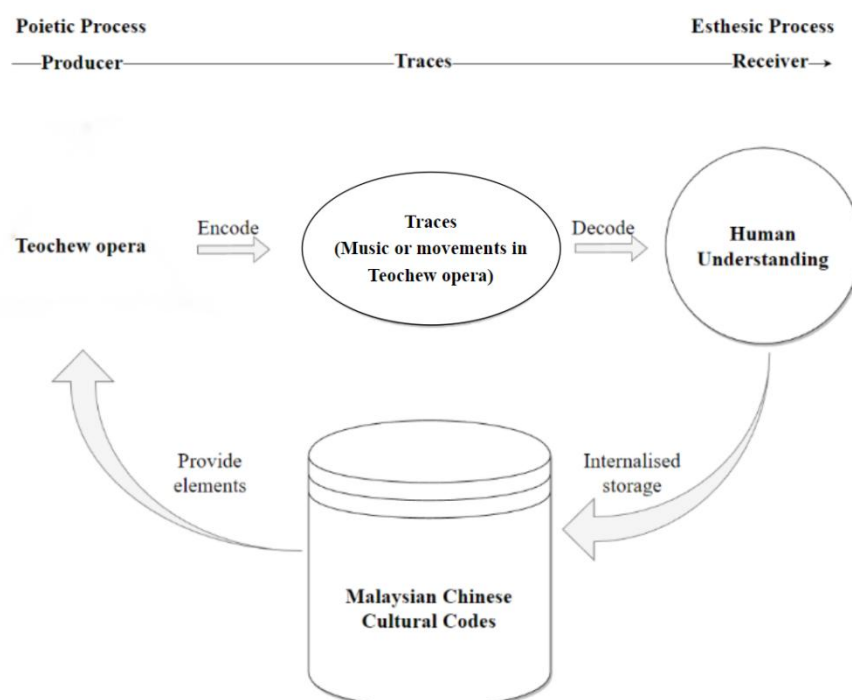 Poietic Process
Esthesic Process
Producer
Traces
Receiver
Teochew opera
Encode
Traces
(Music or movements in
Teochew opera)
Decode
Human
Understanding
Provide
elements
Internalised
storage
Malaysian Chinese
Cultural Codes